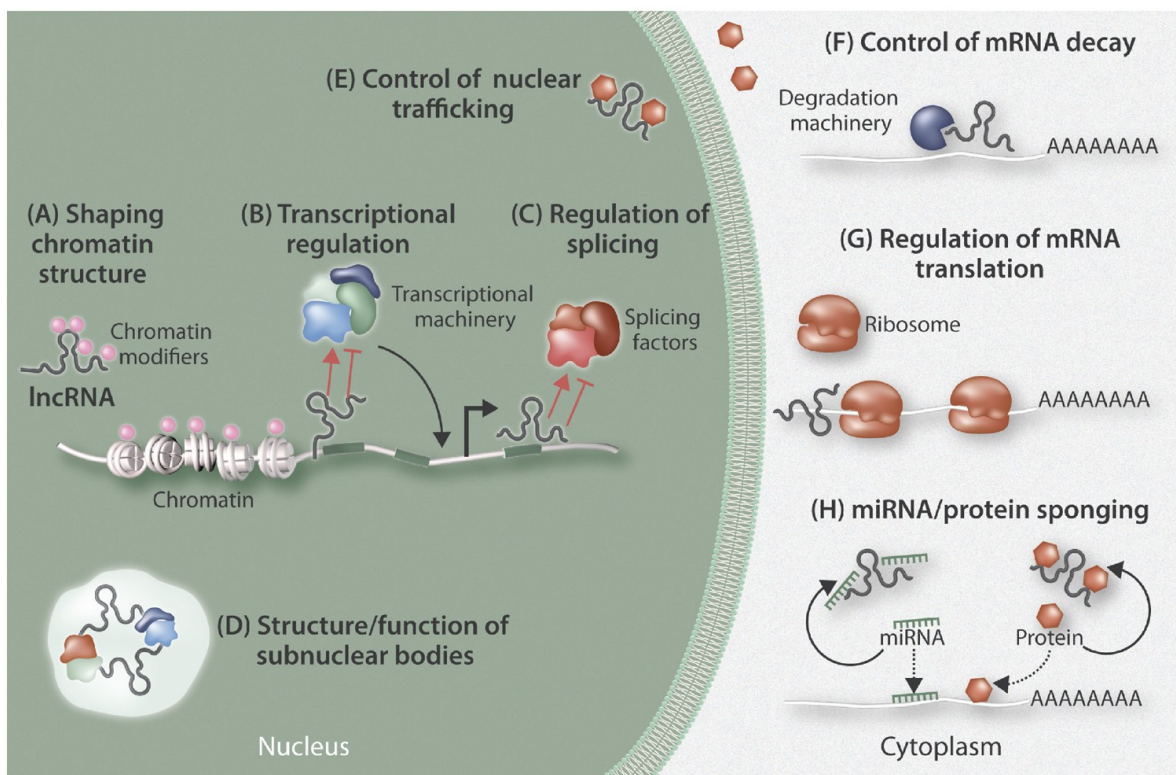 (E) Control of nuclear
trafficking
(A) Shaping
chromatin
structure
(B) Transcriptional
regulation
(C) Regulation of
splicing
Transcriptional
machinery
Splicing
factors
Chromatin
modifiers
lncRNA
Chromatin
(D) Structure/function of
subnuclear bodies
Nucleus
(F) Control of mRNA decay
Degradation
machinery
AAAAAAAA
(G) Regulation of mRNA
translation
Ribosome
AAAAAAAA
(H) miRNA/protein sponging
miRNA
Protein
AAAAAAAA
Cytoplasm